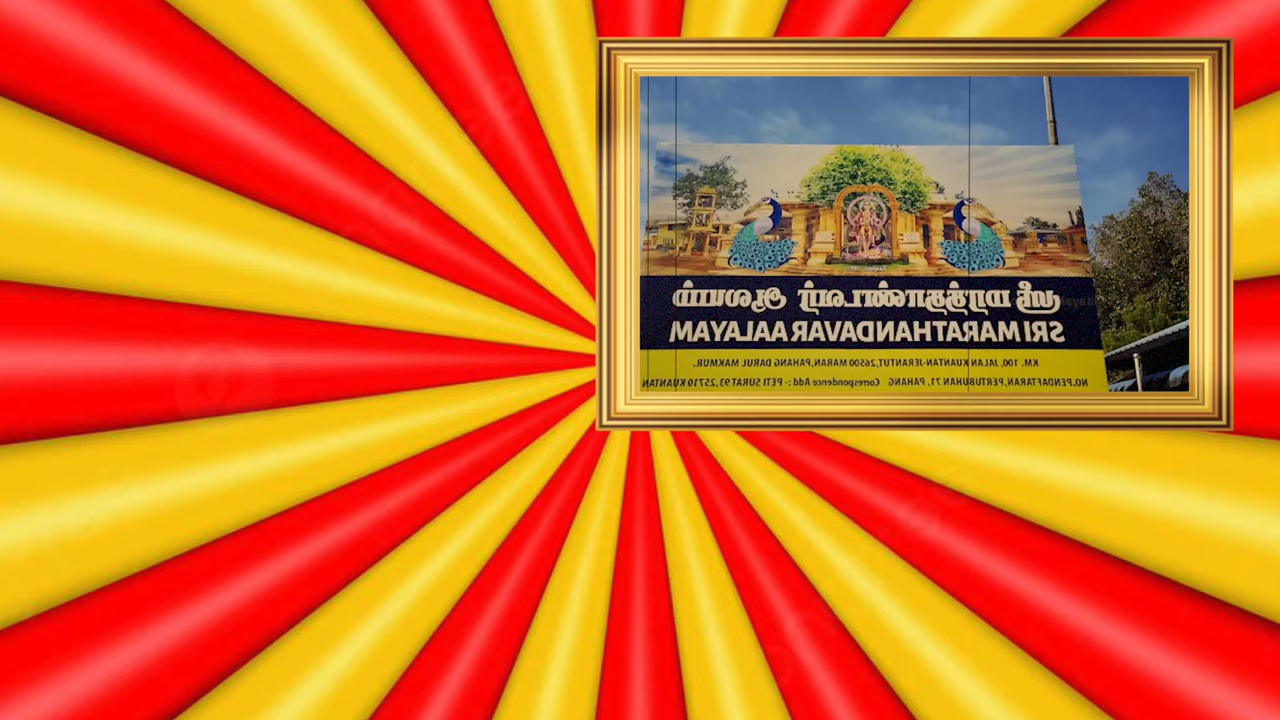 ஸ்ரீ மரத்தாண்டவர் ஆலயம்
SRI MARATHANDAVAR AALAYAM
KM. 100, JALAN KUANTAN-JERANTUT,26500 MARAN,PAHANG DARUL MAKMUR.
NO.PENDAFTARAN,PERTUBUHAN 71, PAHANG Correspondence Add :- PETI SURAT 93,25710 KUANTAN